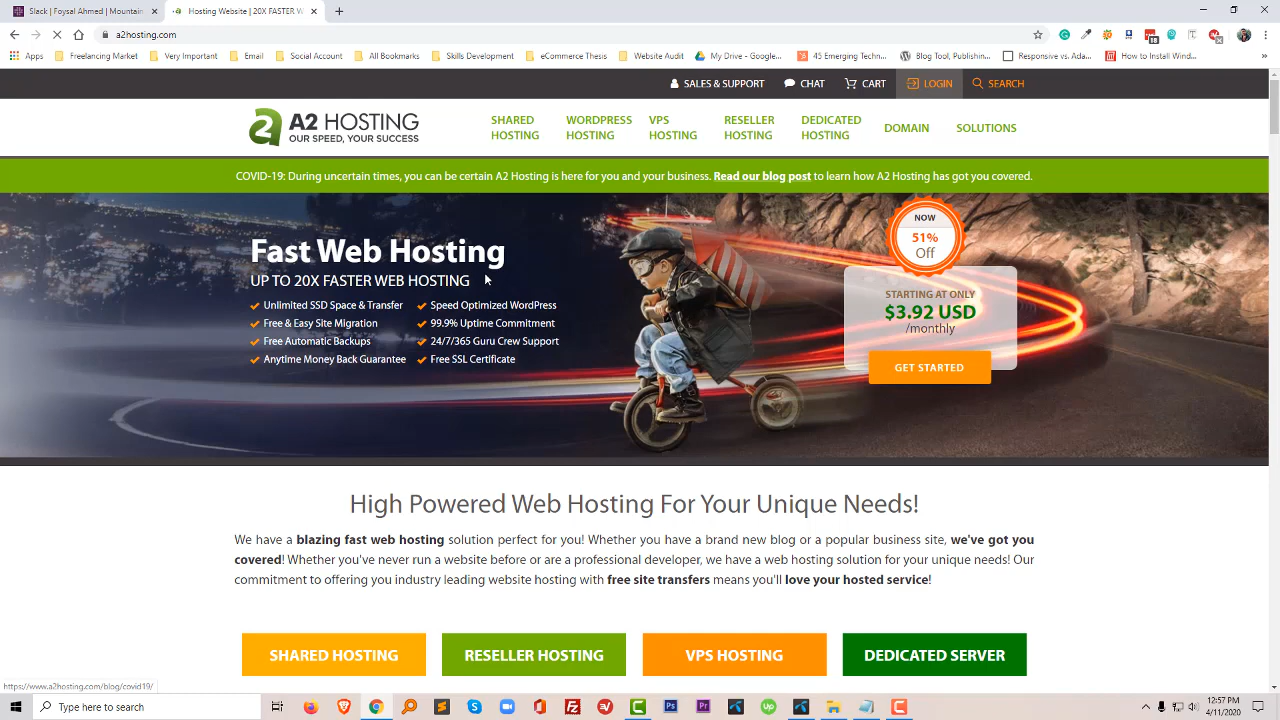 Slack | Foysal Ahmed | Mountain
Hosting Website | 20X Faster W
a2hosting.com
Apps
Freelancing Market
Very Important
Email
Social Account
All Bookmarks
Skills Development
eCommerce Thesis
Website Audit
My Drive - Google...
45 Emerging Techn...
Blog Tool, Publishin...
Responsive vs. Ada...
How to Install Wind...
SALES & SUPPORT
CHAT
CART
LOGIN
SEARCH
A2 HOSTING
OUR SPEED, YOUR SUCCESS
SHARED
HOSTING
WORDPRESS
HOSTING
VPS
HOSTING
RESELLER
HOSTING
DEDICATED
HOSTING
DOMAIN
SOLUTIONS
COVID-19: During uncertain times, you can be certain A2 Hosting is here for you and your business. Read our blog post to learn how A2 Hosting has got you covered.
Fast Web Hosting
UP TO 20X FASTER WEB HOSTING
Unlimited SSD Space & Transfer
Free & Easy Site Migration
Free Automatic Backups
Anytime Money Back Guarantee
Speed Optimized WordPress
99.9% Uptime Commitment
24/7/365 Guru Crew Support
Free SSL Certificate
NOW
51%
Off
STARTING AT ONLY
$3.92 USD
/monthly
GET STARTED
High Powered Web Hosting For Your Unique Needs!
We have a blazing fast web hosting solution perfect for you! Whether you have a brand new blog or a popular business site, we've got you
covered! Whether you've never run a website before or are a professional developer, we have a web hosting solution for your unique needs! Our
commitment to offering you industry leading website hosting with free site transfers means you'll love your hosted service!
SHARED HOSTING
RESELLER HOSTING
VPS HOSTING
DEDICATED SERVER
https://www.a2hosting.com/blog/covid19/
Type here to search
12:57 PM
4/11/2020